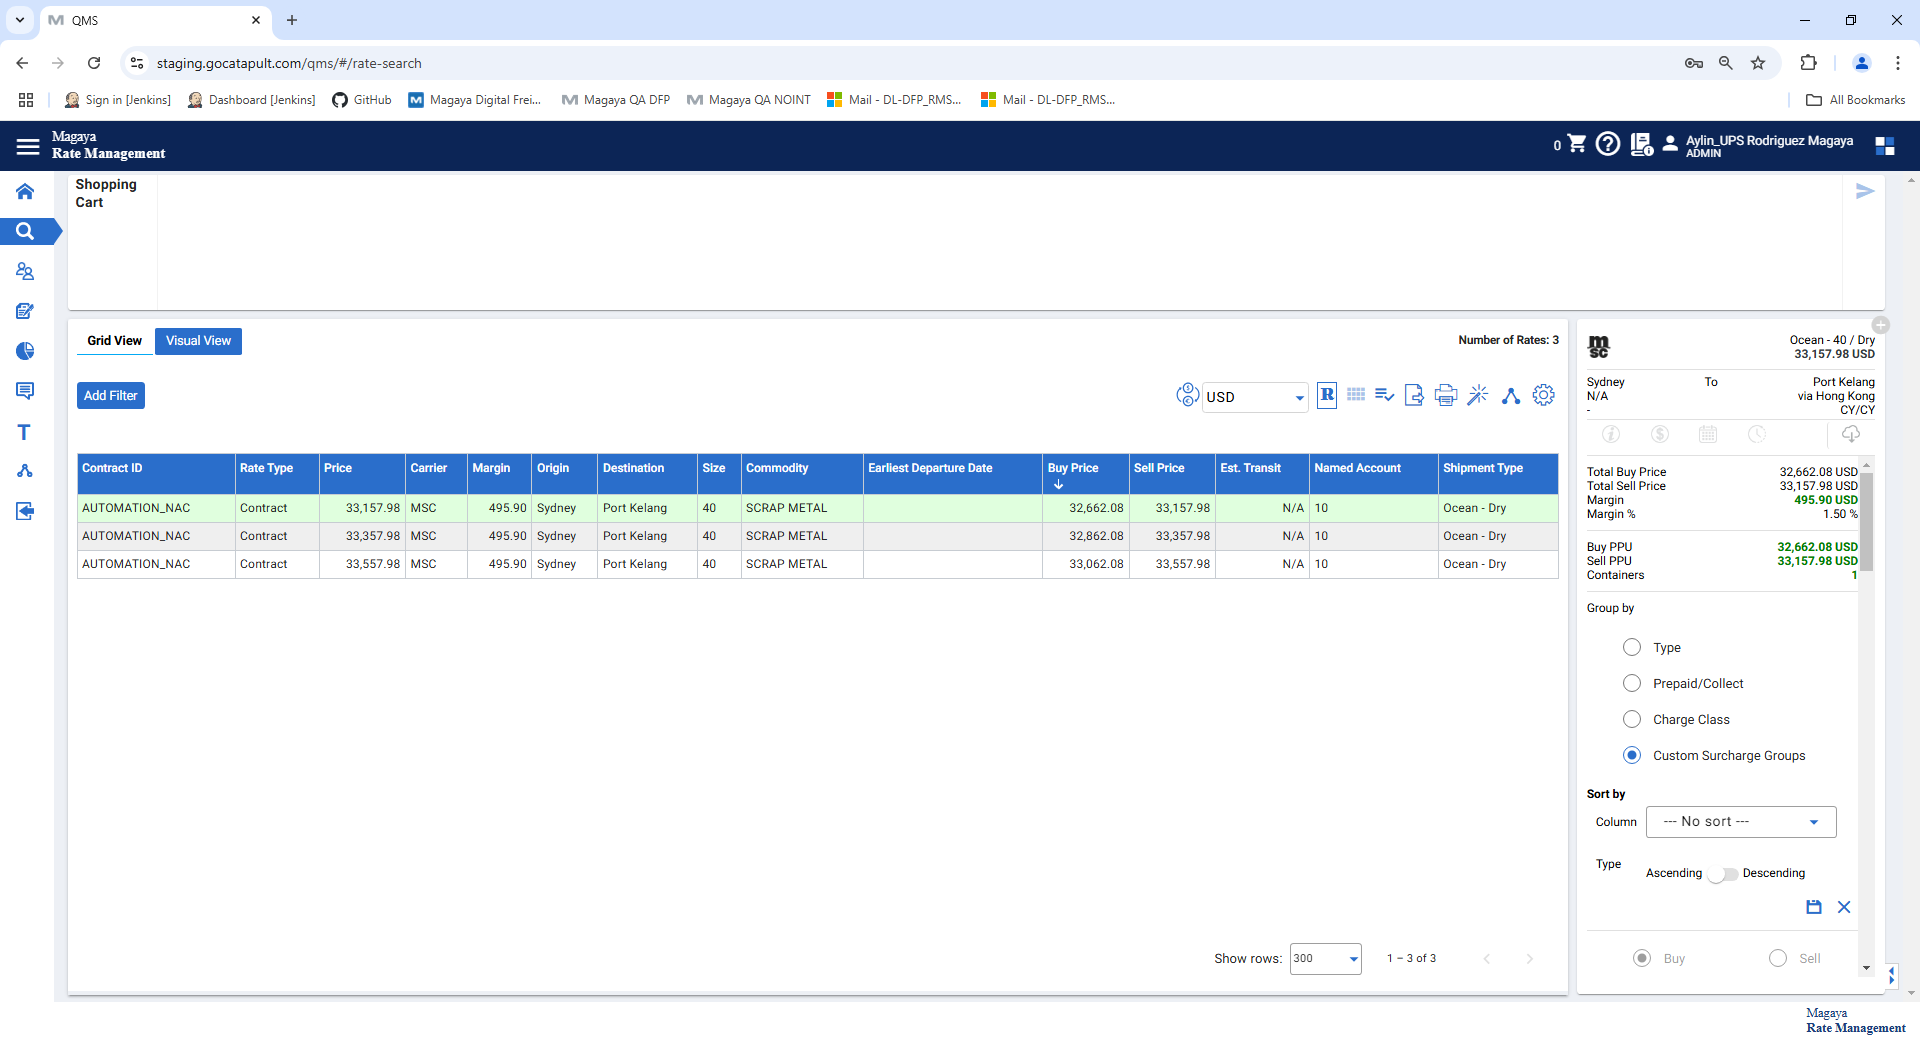 QMS
staging.gocatapult.com/qms/#/rate-search
Sign in [Jenkins]
Dashboard [Jenkins]
GitHub
Magaya Digital Frei...
Magaya QA DFP
Magaya QA NOINT
Mail - DL-DFP_RMS...
Mail - DL-DFP_RMS...
All Bookmarks
Magaya
Rate Management
0
Aylin_UPS Rodriguez Magaya
ADMIN
Shopping
Cart
Grid View
Visual View
Number of Rates: 3
Add Filter
USD
R
Contract ID Rate Type Price Carrier Margin Origin Destination Size Commodity Earliest Departure Date Buy Price Sell Price Est. Transit Named Account Shipment Type
AUTOMATION_NAC Contract 33,157.98 MSC 495.90 Sydney Port Kelang 40 SCRAP METAL 32,662.08 33,157.98 N/A 10 Ocean - Dry
AUTOMATION_NAC Contract 33,357.98 MSC 495.90 Sydney Port Kelang 40 SCRAP METAL 32,862.08 33,357.98 N/A 10 Ocean - Dry
AUTOMATION_NAC Contract 33,557.98 MSC 495.90 Sydney Port Kelang 40 SCRAP METAL 33,062.08 33,557.98 N/A 10 Ocean - Dry
Show rows: 300 1 – 3 of 3
msc
Ocean - 40 / Dry
33,157.98 USD
Sydney To Port Kelang
N/A via Hong Kong
- CY/CY
Total Buy Price 32,662.08 USD
Total Sell Price 33,157.98 USD
Margin 495.90 USD
Margin % 1.50 %
Buy PPU 32,662.08 USD
Sell PPU 33,157.98 USD
Containers 1
Group by
Type
Prepaid/Collect
Charge Class
Custom Surcharge Groups
Sort by
Column --- No sort ---
Type Ascending Descending
Buy Sell
Magaya
Rate Management